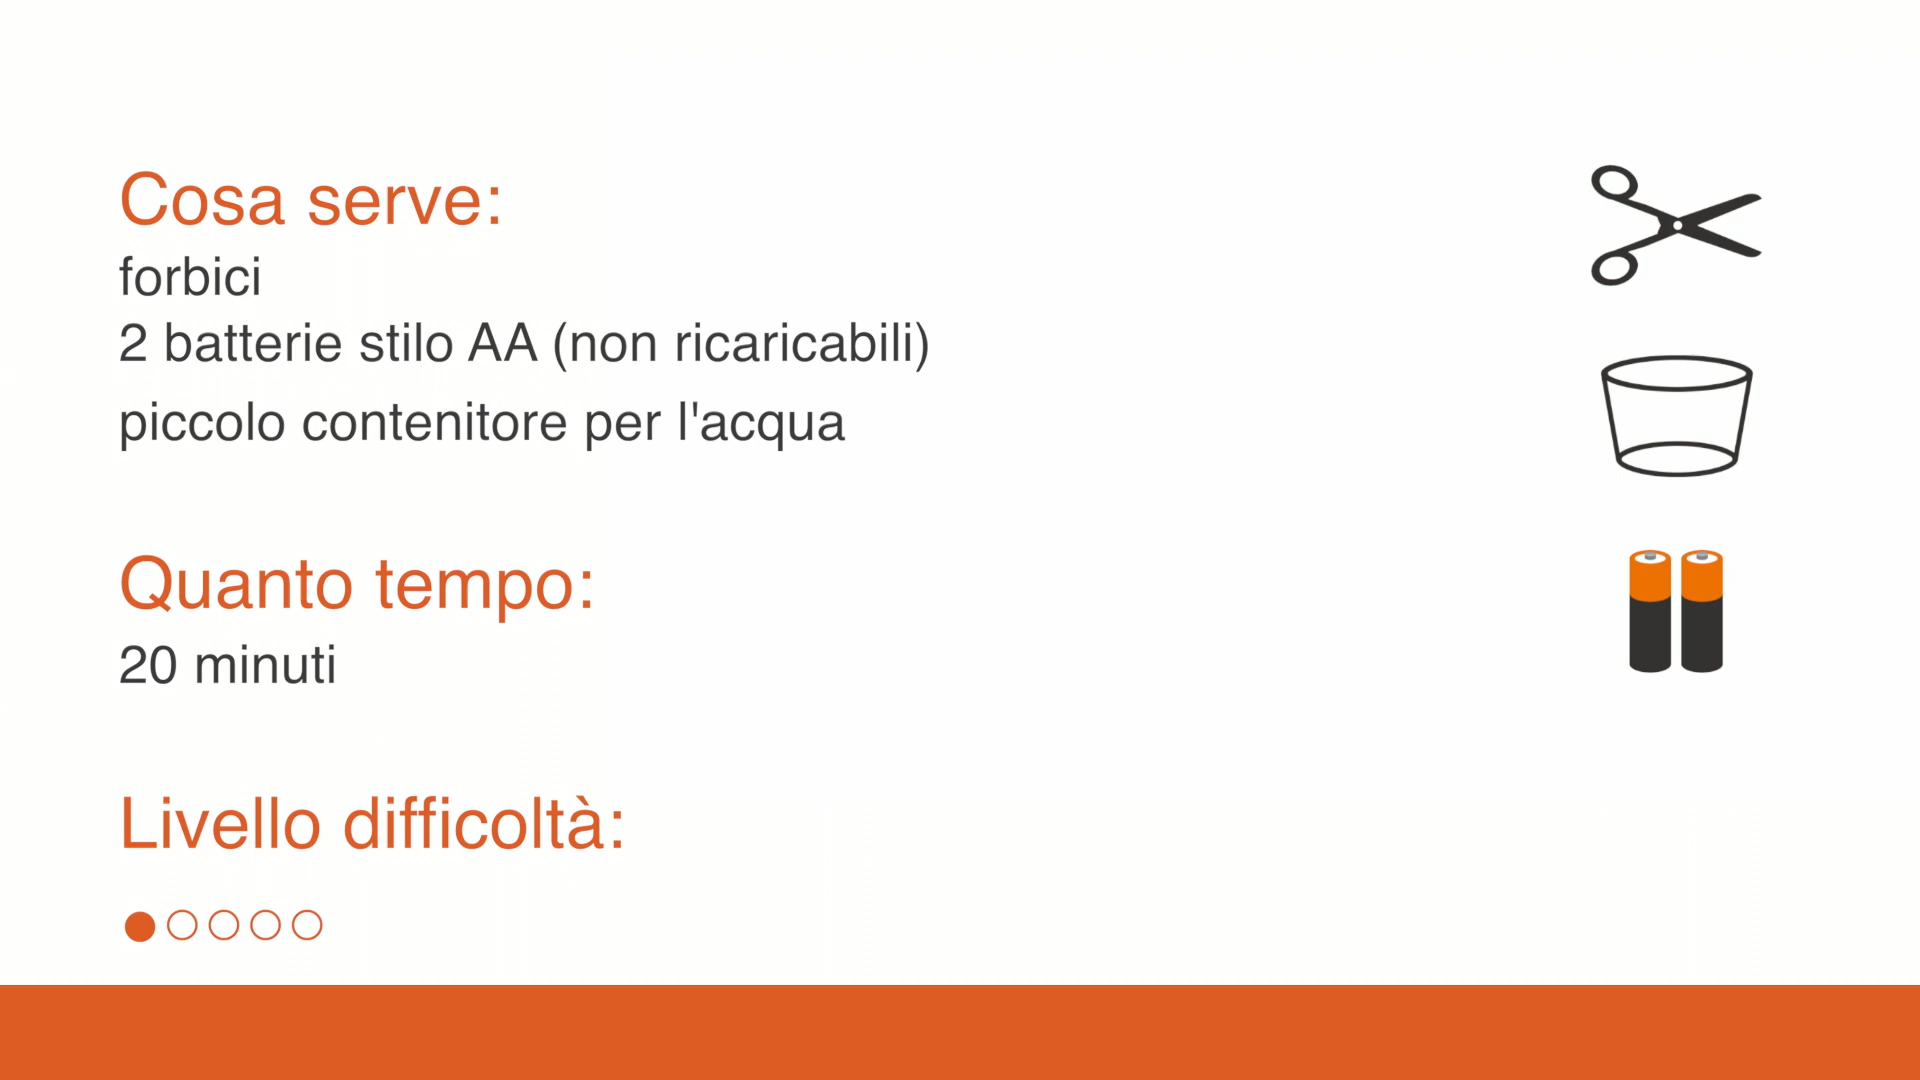 Cosa serve:
forbici
2 batterie stilo AA (non ricaricabili)
piccolo contenitore per l'acqua
Quanto tempo:
20 minuti
Livello difficoltà: